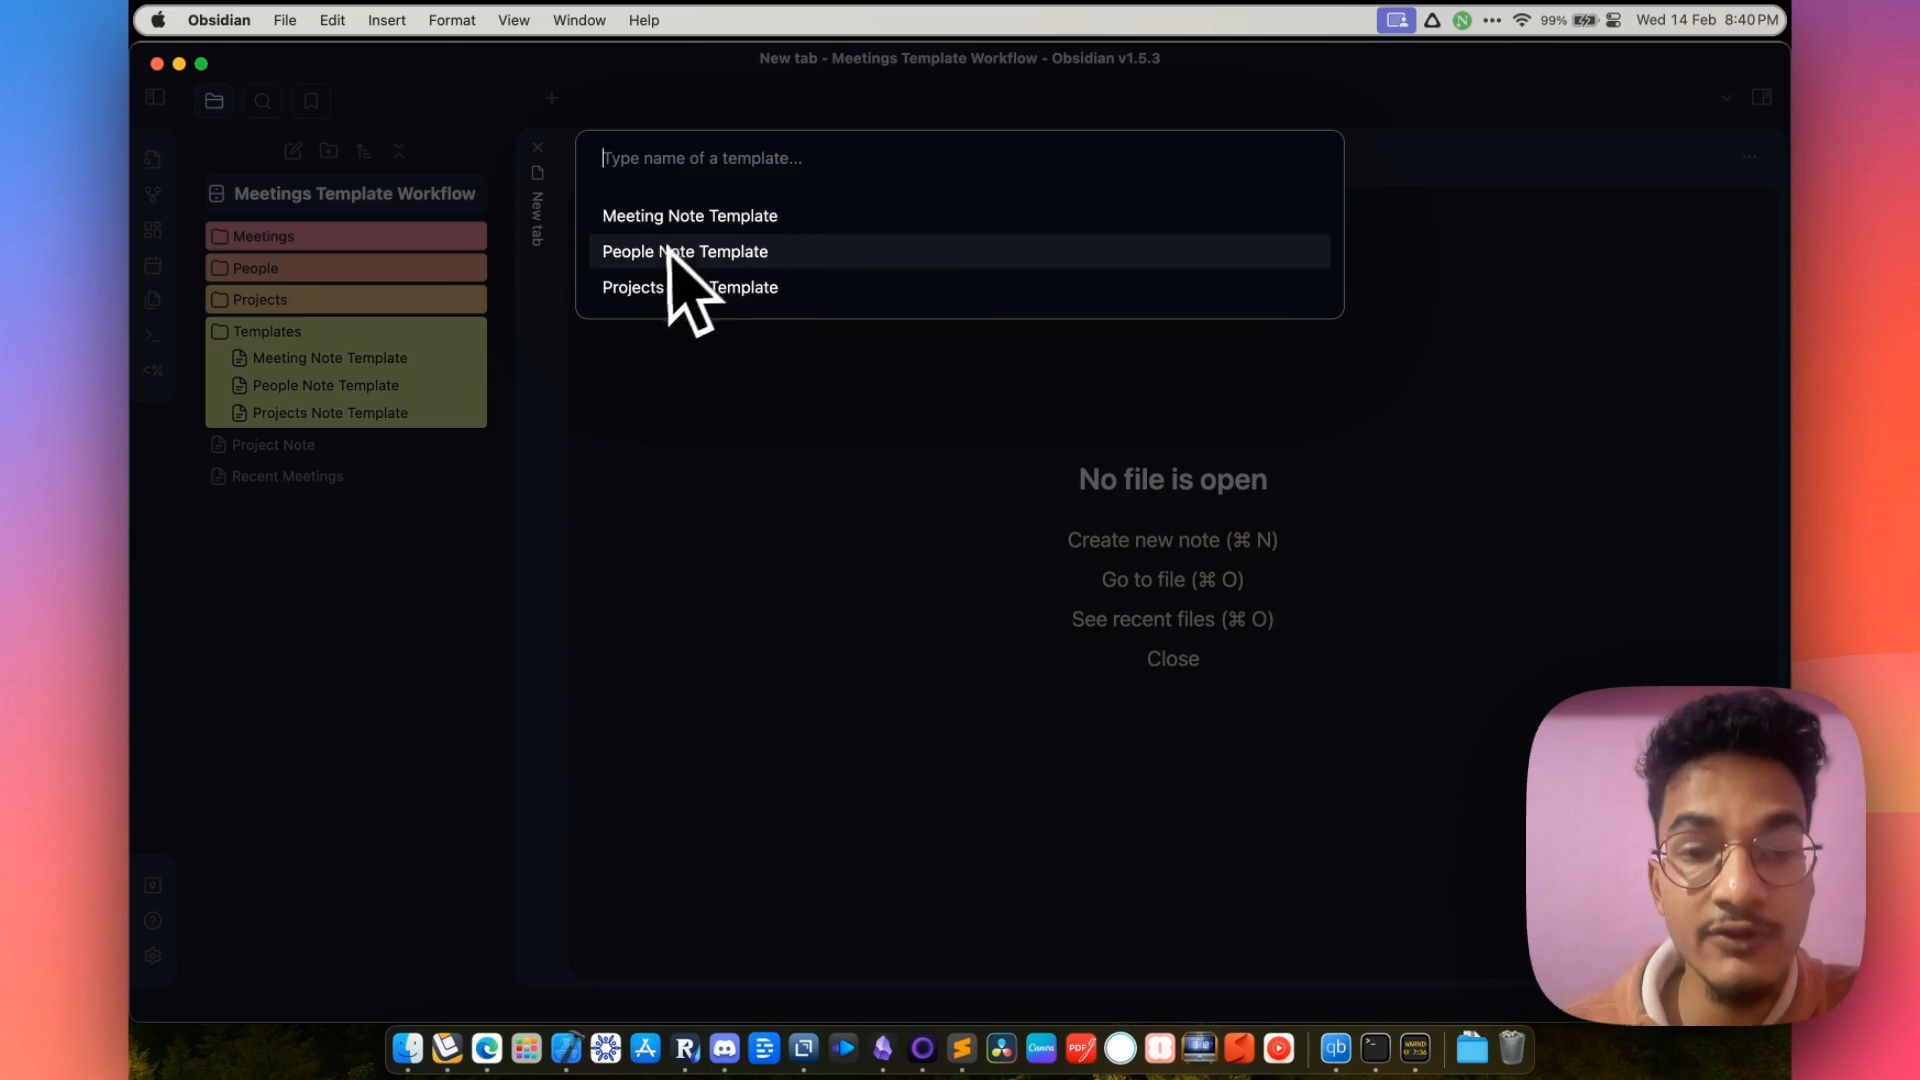 Obsidian File Edit Insert Format View Window Help
N 99% Wed 14 Feb 8:40 PM
New tab - Meetings Template Workflow - Obsidian v1.5.3
Type name of a template...
Meeting Note Template
People Note Template
Projects Template
New tab
Meetings Template Workflow
Meetings
People
Projects
Templates
Meeting Note Template
People Note Template
Projects Note Template
Project Note
Recent Meetings
No file is open
Create new note (⌘ N)
Go to file (⌘ O)
See recent files (⌘ O)
Close
Canva
PDF
qb